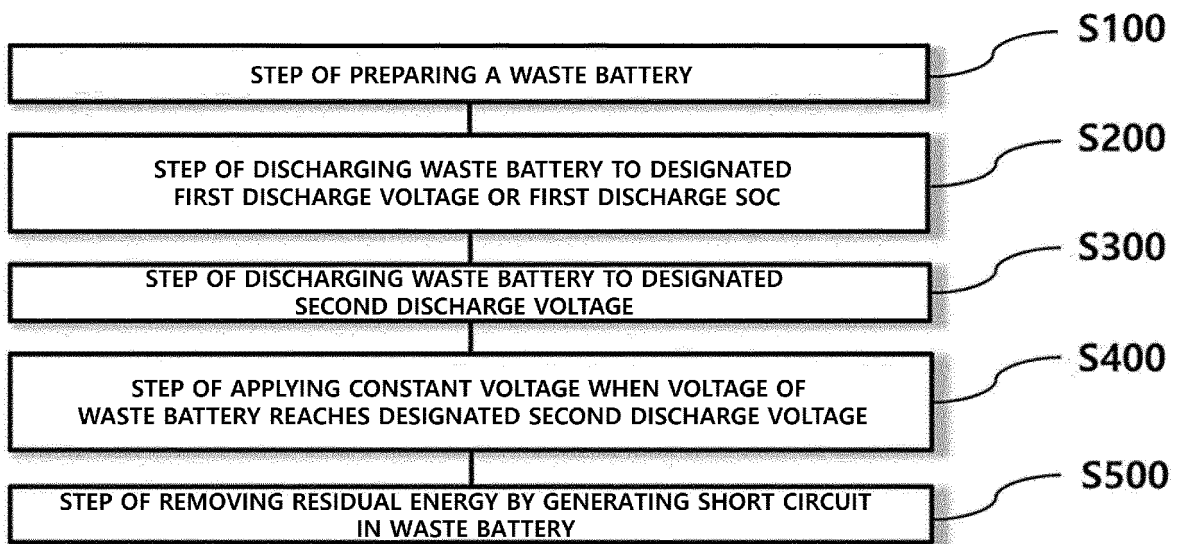 S100
STEP OF PREPARING A WASTE BATTERY
S200
STEP OF DISCHARGING WASTE BATTERY TO DESIGNATED
FIRST DISCHARGE VOLTAGE OR FIRST DISCHARGE SOC
S300
STEP OF DISCHARGING WASTE BATTERY TO DESIGNATED
SECOND DISCHARGE VOLTAGE
S400
STEP OF APPLYING CONSTANT VOLTAGE WHEN VOLTAGE OF
WASTE BATTERY REACHES DESIGNATED SECOND DISCHARGE VOLTAGE
S500
STEP OF REMOVING RESIDUAL ENERGY BY GENERATING SHORT CIRCUIT
IN WASTE BATTERY